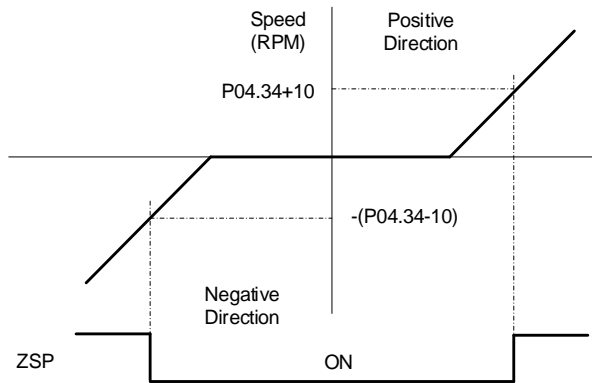 Speed
(RPM)
Positive
Direction
P04.34+10
-(P04.34-10)
Negative
Direction
ZSP
ON